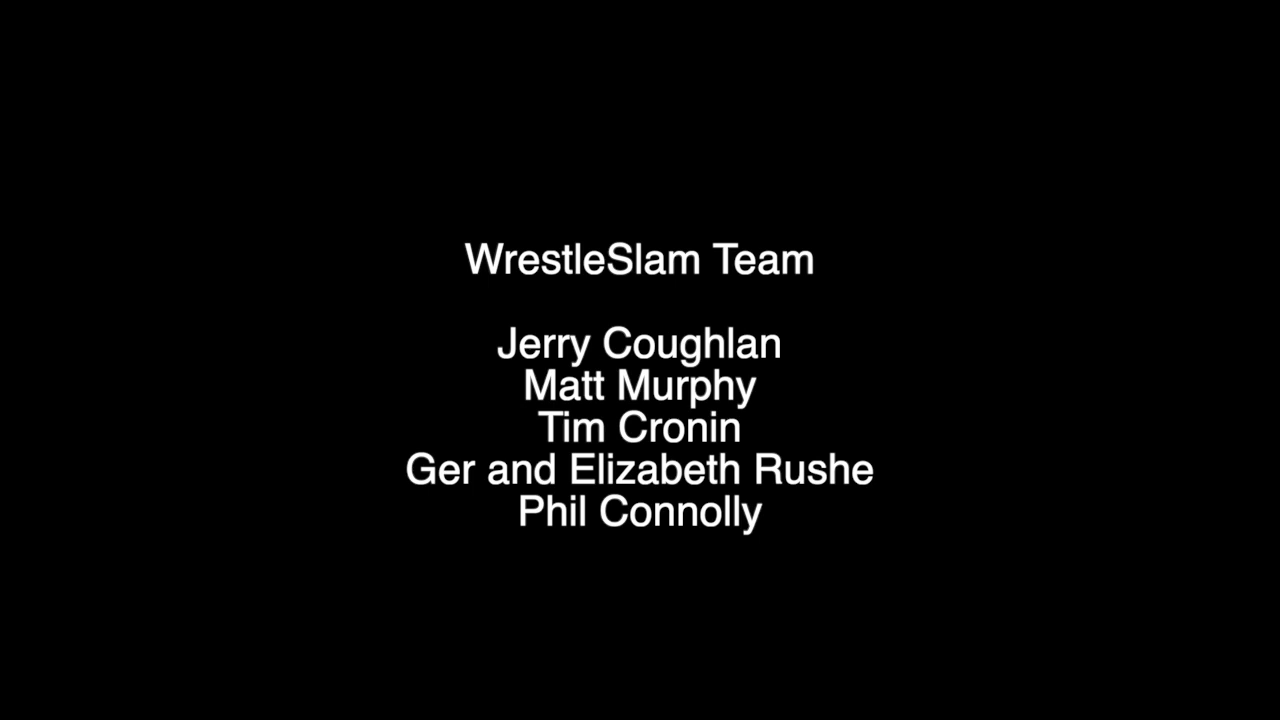 WrestleSlam Team
Jerry Coughlan
Matt Murphy
Tim Cronin
Ger and Elizabeth Rushe
Phil Connolly